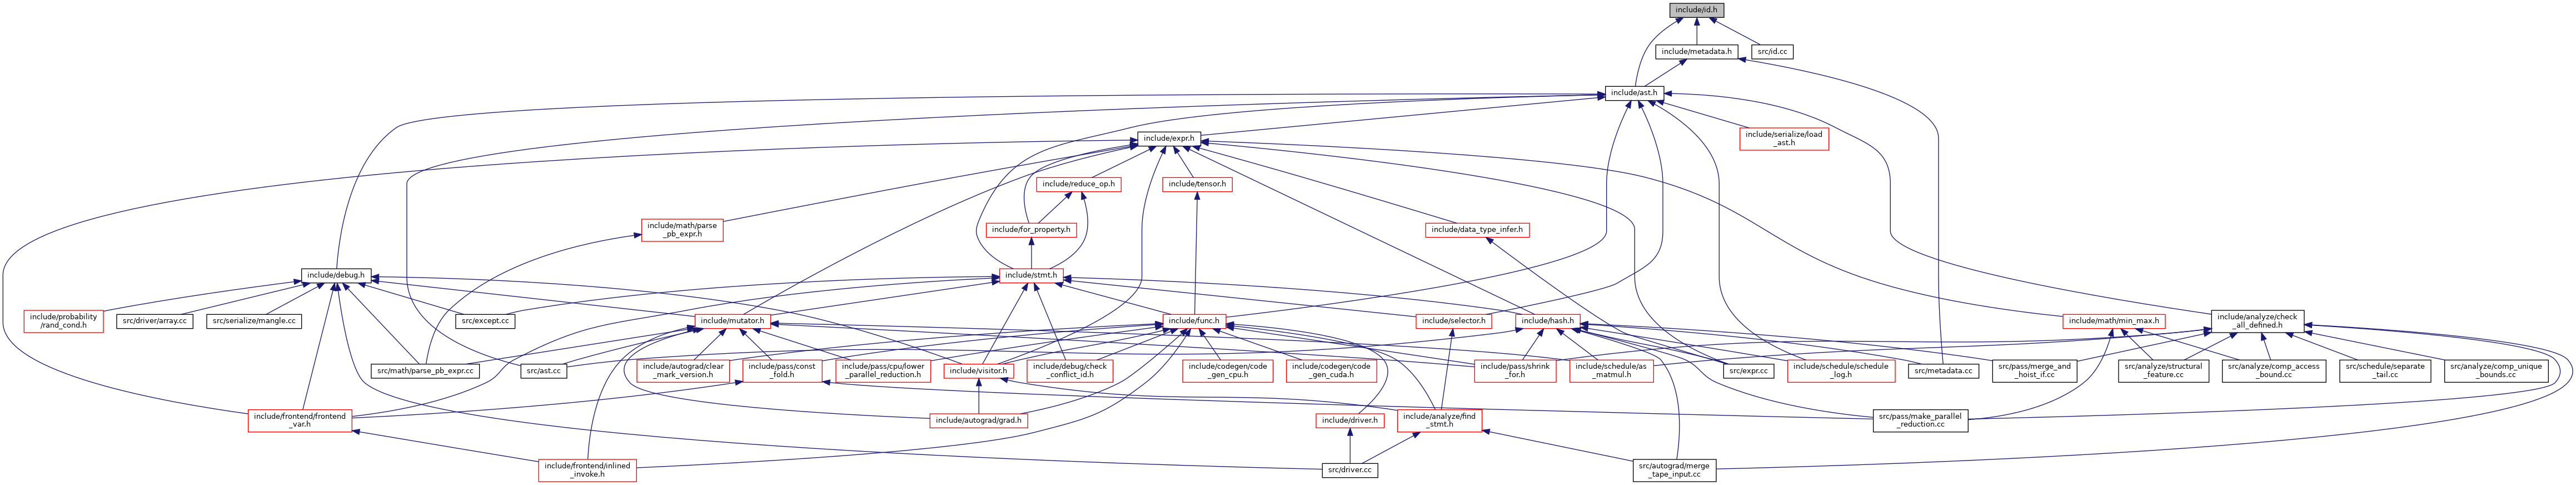 include/id.h
include/metadata.h
src/id.cc
include/ast.h
include/expr.h
include/serialize/load
_ast.h
include/reduce_op.h
include/tensor.h
include/math/parse
_pb_expr.h
include/for_property.h
include/data_type_infer.h
include/debug.h
include/stmt.h
include/probability
/rand_cond.h
src/driver/array.cc
src/serialize/mangle.cc
src/except.cc
include/mutator.h
include/func.h
include/selector.h
include/hash.h
include/math/min_max.h
include/analyze/check
_all_defined.h
src/math/parse_pb_expr.cc
src/ast.cc
include/autograd/clear
_mark_version.h
include/pass/const
_fold.h
include/pass/cpu/lower
_parallel_reduction.h
include/visitor.h
include/debug/check
_conflict_id.h
include/codegen/code
_gen_cpu.h
include/codegen/code
_gen_cuda.h
include/pass/shrink
_for.h
include/schedule/as
_matmul.h
src/expr.cc
include/schedule/schedule
_log.h
src/metadata.cc
src/pass/merge_and
_hoist_if.cc
src/analyze/structural
_feature.cc
src/analyze/comp_access
_bound.cc
src/schedule/separate
_tail.cc
src/analyze/comp_unique
_bounds.cc
include/frontend/frontend
_var.h
include/autograd/grad.h
include/driver.h
include/analyze/find
_stmt.h
src/pass/make_parallel
_reduction.cc
include/frontend/inlined
_invoke.h
src/driver.cc
src/autograd/merge
_tape_input.cc